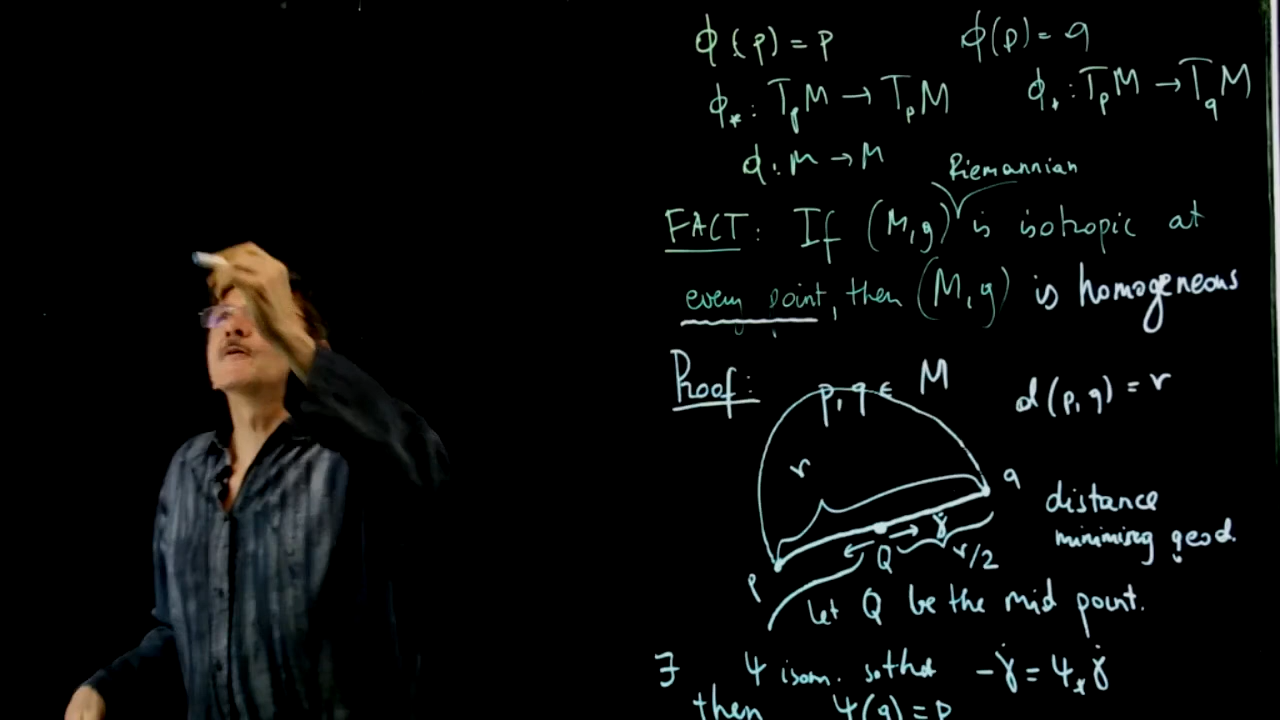 ϕ(p) = p ϕ(p) = q
ϕ* : TpM → TpM ϕ* : TpM → TqM
ϕ : M → M
Riemannian
FACT: If (M,g) is isotropic at
every point, then (M,g) is homogeneous
Proof: p, q ∈ M d(p,q) = r
r
q
distance
minimising geod.
γ̇
Q
r/2
p
let Q be the mid point.
∃ ψ isom. so that -γ̇ = ψ*γ̇
then ψ(q) = p